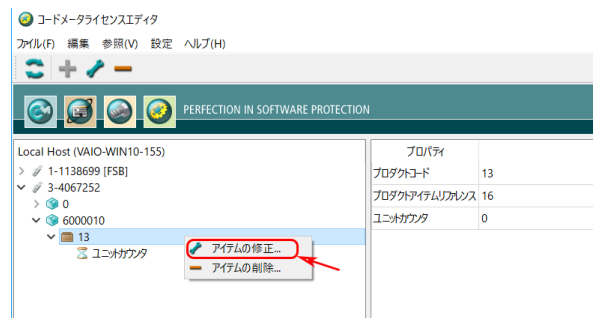 コードメータライセンスエディタ
ファイル(F) 編集 参照(V) 設定 ヘルプ(H)
PERFECTION IN SOFTWARE PROTECTION
Local Host (VAIO-WIN10-155)
1-1138699 [FSB]
3-4067252
0
6000010
13
ユニットカウンタ
アイテムの修正...
アイテムの削除...
プロパティ
プロダクトコード 13
プロダクトアイテムリファレンス 16
ユニットカウンタ 0